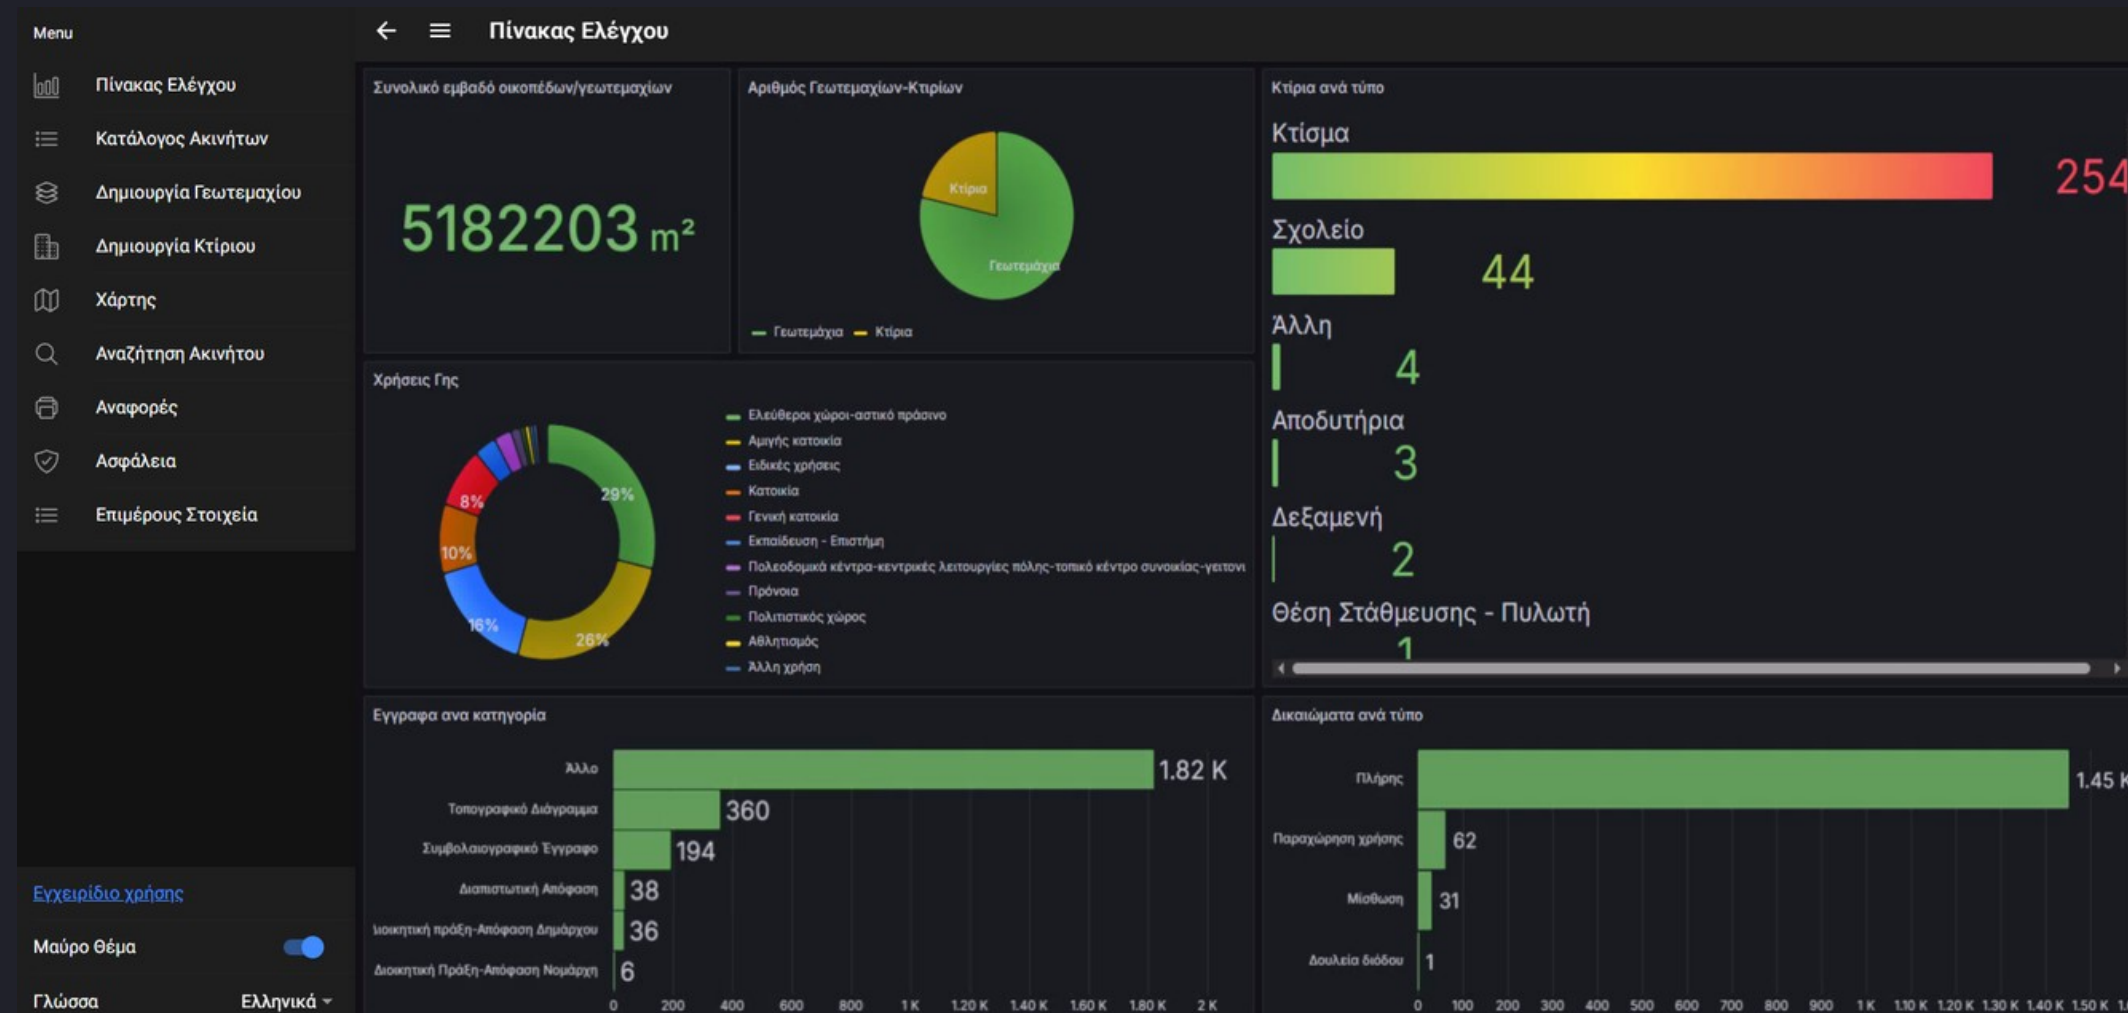 Menu
Πίνακας Ελέγχου
Κατάλογος Ακινήτων
Δημιουργία Γεωτεμαχίου
Δημιουργία Κτίριου
Χάρτης
Αναζήτηση Ακινήτου
Αναφορές
Ασφάλεια
Επιμέρους Στοιχεία
Εγχειρίδιο χρήσης
Μαύρο Θέμα
Γλώσσα Ελληνικά
Πίνακας Ελέγχου
Συνολικό εμβαδό οικοπέδων/γεωτεμαχίων
5182203 m²
Αριθμός Γεωτεμαχίων-Κτιρίων
Κτίρια
Γεωτεμάχια
Γεωτεμάχια Κτίρια
Κτίρια ανά τύπο
Κτίσμα
254
Σχολείο
44
Άλλη
4
Αποδυτήρια
3
Δεξαμενή
2
Θέση Στάθμευσης - Πυλωτή
1
Χρήσεις Γης
29%
26%
16%
10%
8%
Ελεύθεροι χώροι-αστικό πράσινο
Αμιγής κατοικία
Ειδικές χρήσεις
Κατοικία
Γενική κατοικία
Εκπαίδευση - Επιστήμη
Πολεοδομικά κέντρα-κεντρικές λειτουργίες πόλης-τοπικό κέντρο συνοικίας-γειτονι
Πρόνοια
Πολιτιστικός χώρος
Αθλητισμός
Άλλη χρήση
Εγγραφα ανα κατηγορία
Άλλο 1.82 K
Τοπογραφικό Διάγραμμα 360
Συμβολαιογραφικό Έγγραφο 194
Διαπιστωτική Απόφαση 38
ιοικητική πράξη-Απόφαση Δημάρχου 36
Διοικητική Πράξη-Απόφαση Νομάρχη 6
0 200 400 600 800 1 K 1.20 K 1.40 K 1.60 K 1.80 K 2 K
Δικαιώματα ανά τύπο
Πλήρης 1.45 K
Παραχώρηση χρήσης 62
Μίσθωση 31
Δουλεία διόδου 1
0 100 200 300 400 500 600 700 800 900 1 K 1.10 K 1.20 K 1.30 K 1.40 K 1.50 K